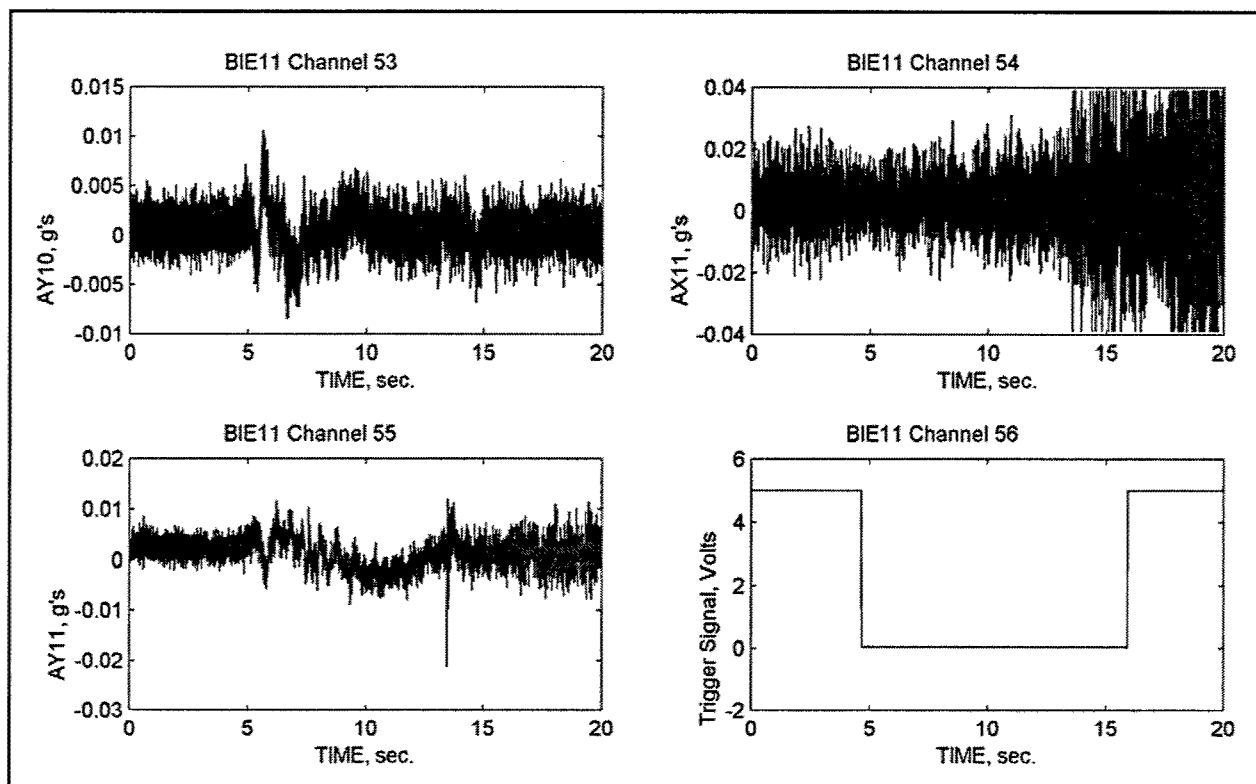 BIE11 Channel 53
0.015
0.01
0.005
0
-0.005
-0.01
AY10, g's
0 5 10 15 20
TIME, sec.
BIE11 Channel 54
0.04
0.02
0
-0.02
-0.04
AX11, g's
0 5 10 15 20
TIME, sec.
BIE11 Channel 55
0.02
0.01
0
-0.01
-0.02
-0.03
AY11, g's
0 5 10 15 20
TIME, sec.
BIE11 Channel 56
6
4
2
0
-2
Trigger Signal, Volts
0 5 10 15 20
TIME, sec.